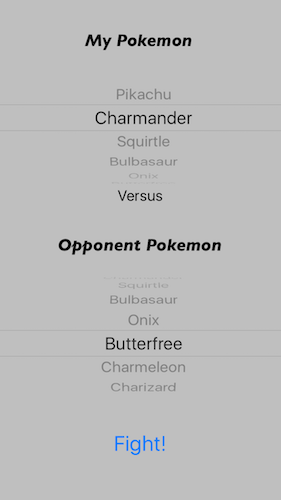 My Pokemon
Pikachu
Charmander
Squirtle
Bulbasaur
Onix
Versus
Opponent Pokemon
Squirtle
Bulbasaur
Onix
Butterfree
Charmeleon
Charizard
Fight!